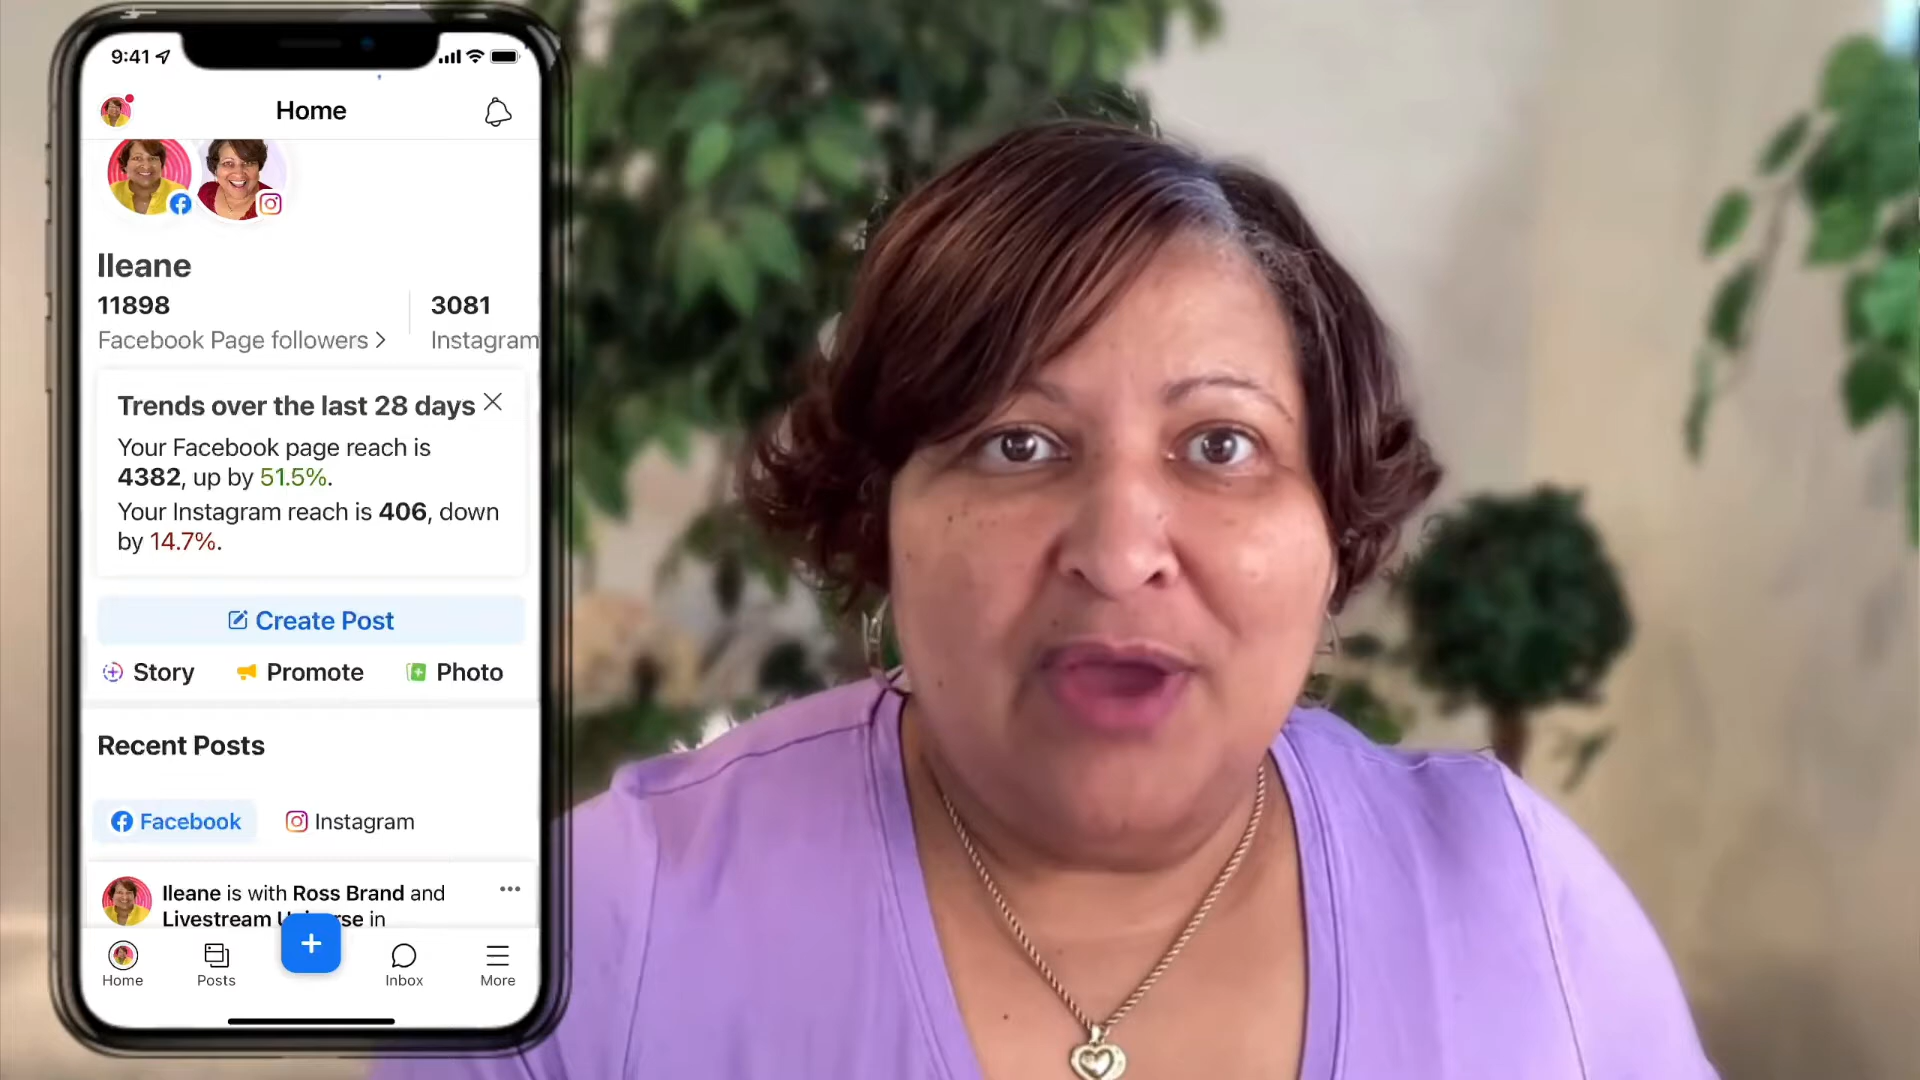 9:41
Home
Ileane
11898
3081
Facebook Page followers
Instagram
Trends over the last 28 days
Your Facebook page reach is
4382, up by 51.5%.
Your Instagram reach is 406, down
by 14.7%.
Create Post
Story
Promote
Photo
Recent Posts
Facebook
Instagram
Ileane is with Ross Brand and
Livestream Universe in
Home
Posts
Inbox
More